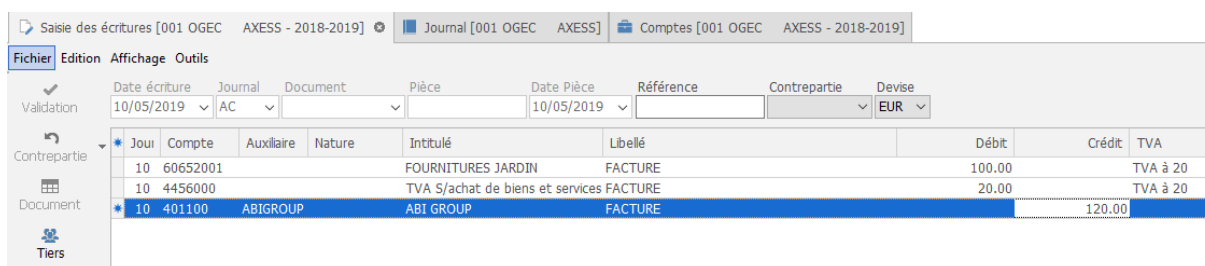 Saisie des écritures [001 OGEC AXESS - 2018-2019] Journal [001 OGEC AXESS] Comptes [001 OGEC AXESS - 2018-2019]
Fichier Edition Affichage Outils
Validation
Date écriture Journal Document Pièce Date Pièce Référence Contrepartie Devise
10/05/2019 AC 10/05/2019 EUR
Contrepartie
Jour Compte Auxiliaire Nature Intitulé Libellé Débit Crédit TVA
10 60652001 FOURNITURES JARDIN FACTURE 100.00 TVA à 20
10 4456000 TVA S/achat de biens et services FACTURE 20.00 TVA à 20
Document
10 401100 ABIGROUP ABI GROUP FACTURE 120.00
Tiers